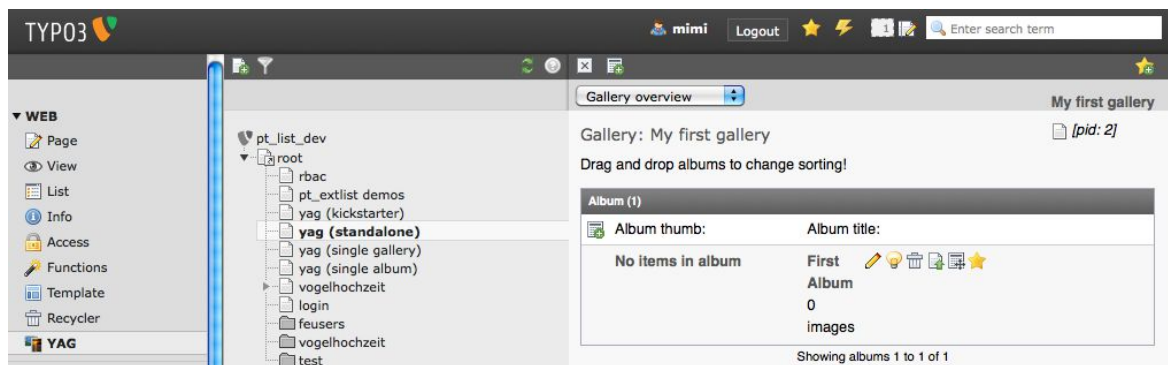 TYPO3
mimi
Logout
1
Enter search term
Gallery overview
My first gallery
[pid: 2]
WEB
Page
View
List
Info
Access
Functions
Template
Recycler
YAG
pt_list_dev
root
rbac
pt_extlist demos
yag (kickstarter)
yag (standalone)
yag (single gallery)
yag (single album)
vogelhochzeit
login
feusers
vogelhochzeit
test
Gallery: My first gallery
Drag and drop albums to change sorting!
Album (1)
Album thumb: Album title:
No items in album
First
Album
0
images
Showing albums 1 to 1 of 1